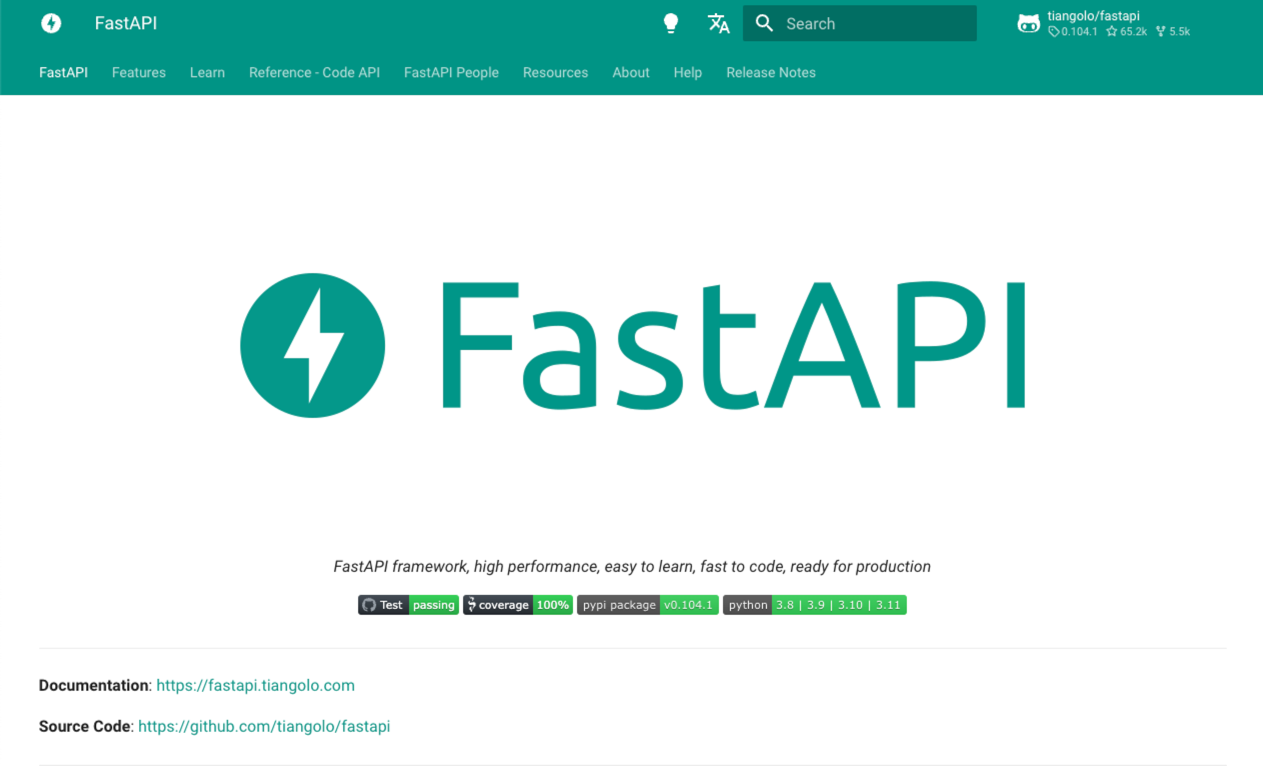 FastAPI
Search
tiangolo/fastapi
0.104.1 65.2k 5.5k
FastAPI Features Learn Reference - Code API FastAPI People Resources About Help Release Notes
FastAPI
FastAPI framework, high performance, easy to learn, fast to code, ready for production
Test passing coverage 100% pypi package v0.104.1 python 3.8 | 3.9 | 3.10 | 3.11
Documentation: https://fastapi.tiangolo.com
Source Code: https://github.com/tiangolo/fastapi